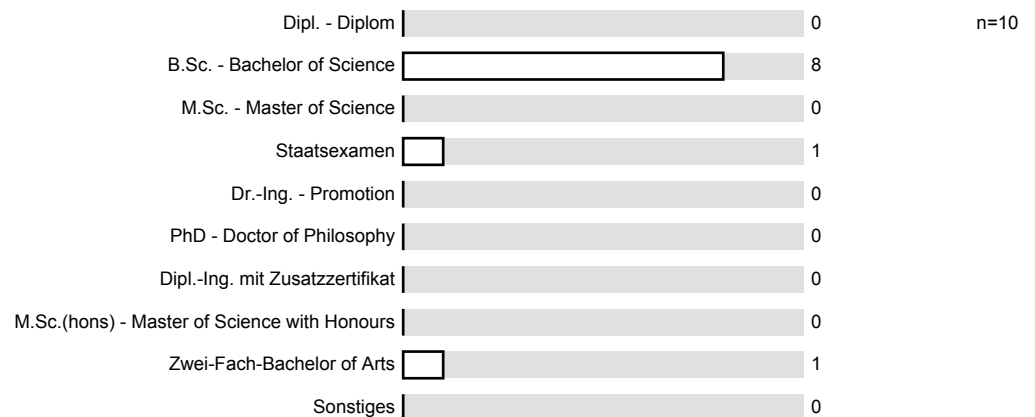 Dipl. - Diplom 0 n=10
B.Sc. - Bachelor of Science 8
M.Sc. - Master of Science 0
Staatsexamen 1
Dr.-Ing. - Promotion 0
PhD - Doctor of Philosophy 0
Dipl.-Ing. mit Zusatzzertifikat 0
M.Sc.(hons) - Master of Science with Honours 0
Zwei-Fach-Bachelor of Arts 1
Sonstiges 0